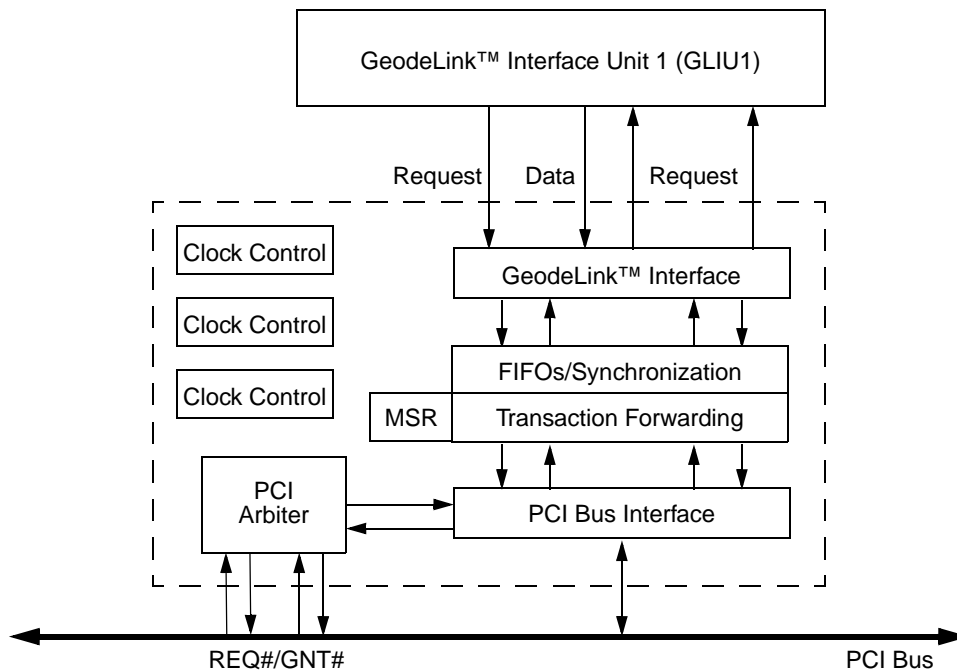 GeodeLink™ Interface Unit 1 (GLIU1)
Request
Data
Request
Clock Control
GeodeLink™ Interface
Clock Control
FIFOs/Synchronization
Clock Control
MSR
Transaction Forwarding
PCI
Arbiter
PCI Bus Interface
REQ#/GNT#
PCI Bus